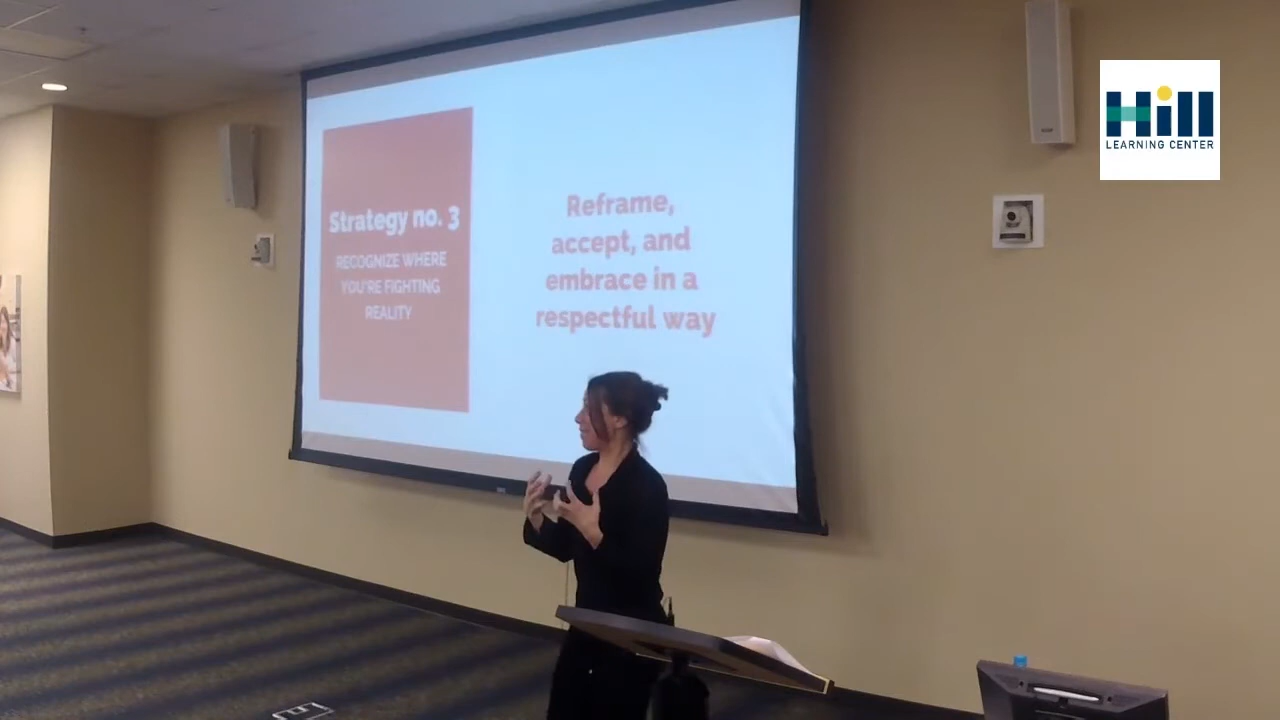 Strategy no. 3
RECOGNIZE WHERE
YOU'RE FIGHTING
REALITY
Reframe,
accept, and
embrace in a
respectful way
Hill
LEARNING CENTER